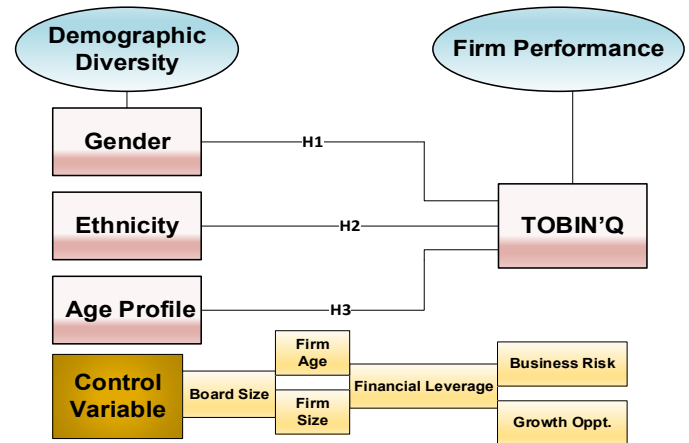 Demographic
Diversity
Firm Performance
Gender
H1
Ethnicity
H2
TOBIN'Q
Age Profile
H3
Control
Variable
Board Size
Firm
Age
Firm
Size
Financial Leverage
Business Risk
Growth Oppt.